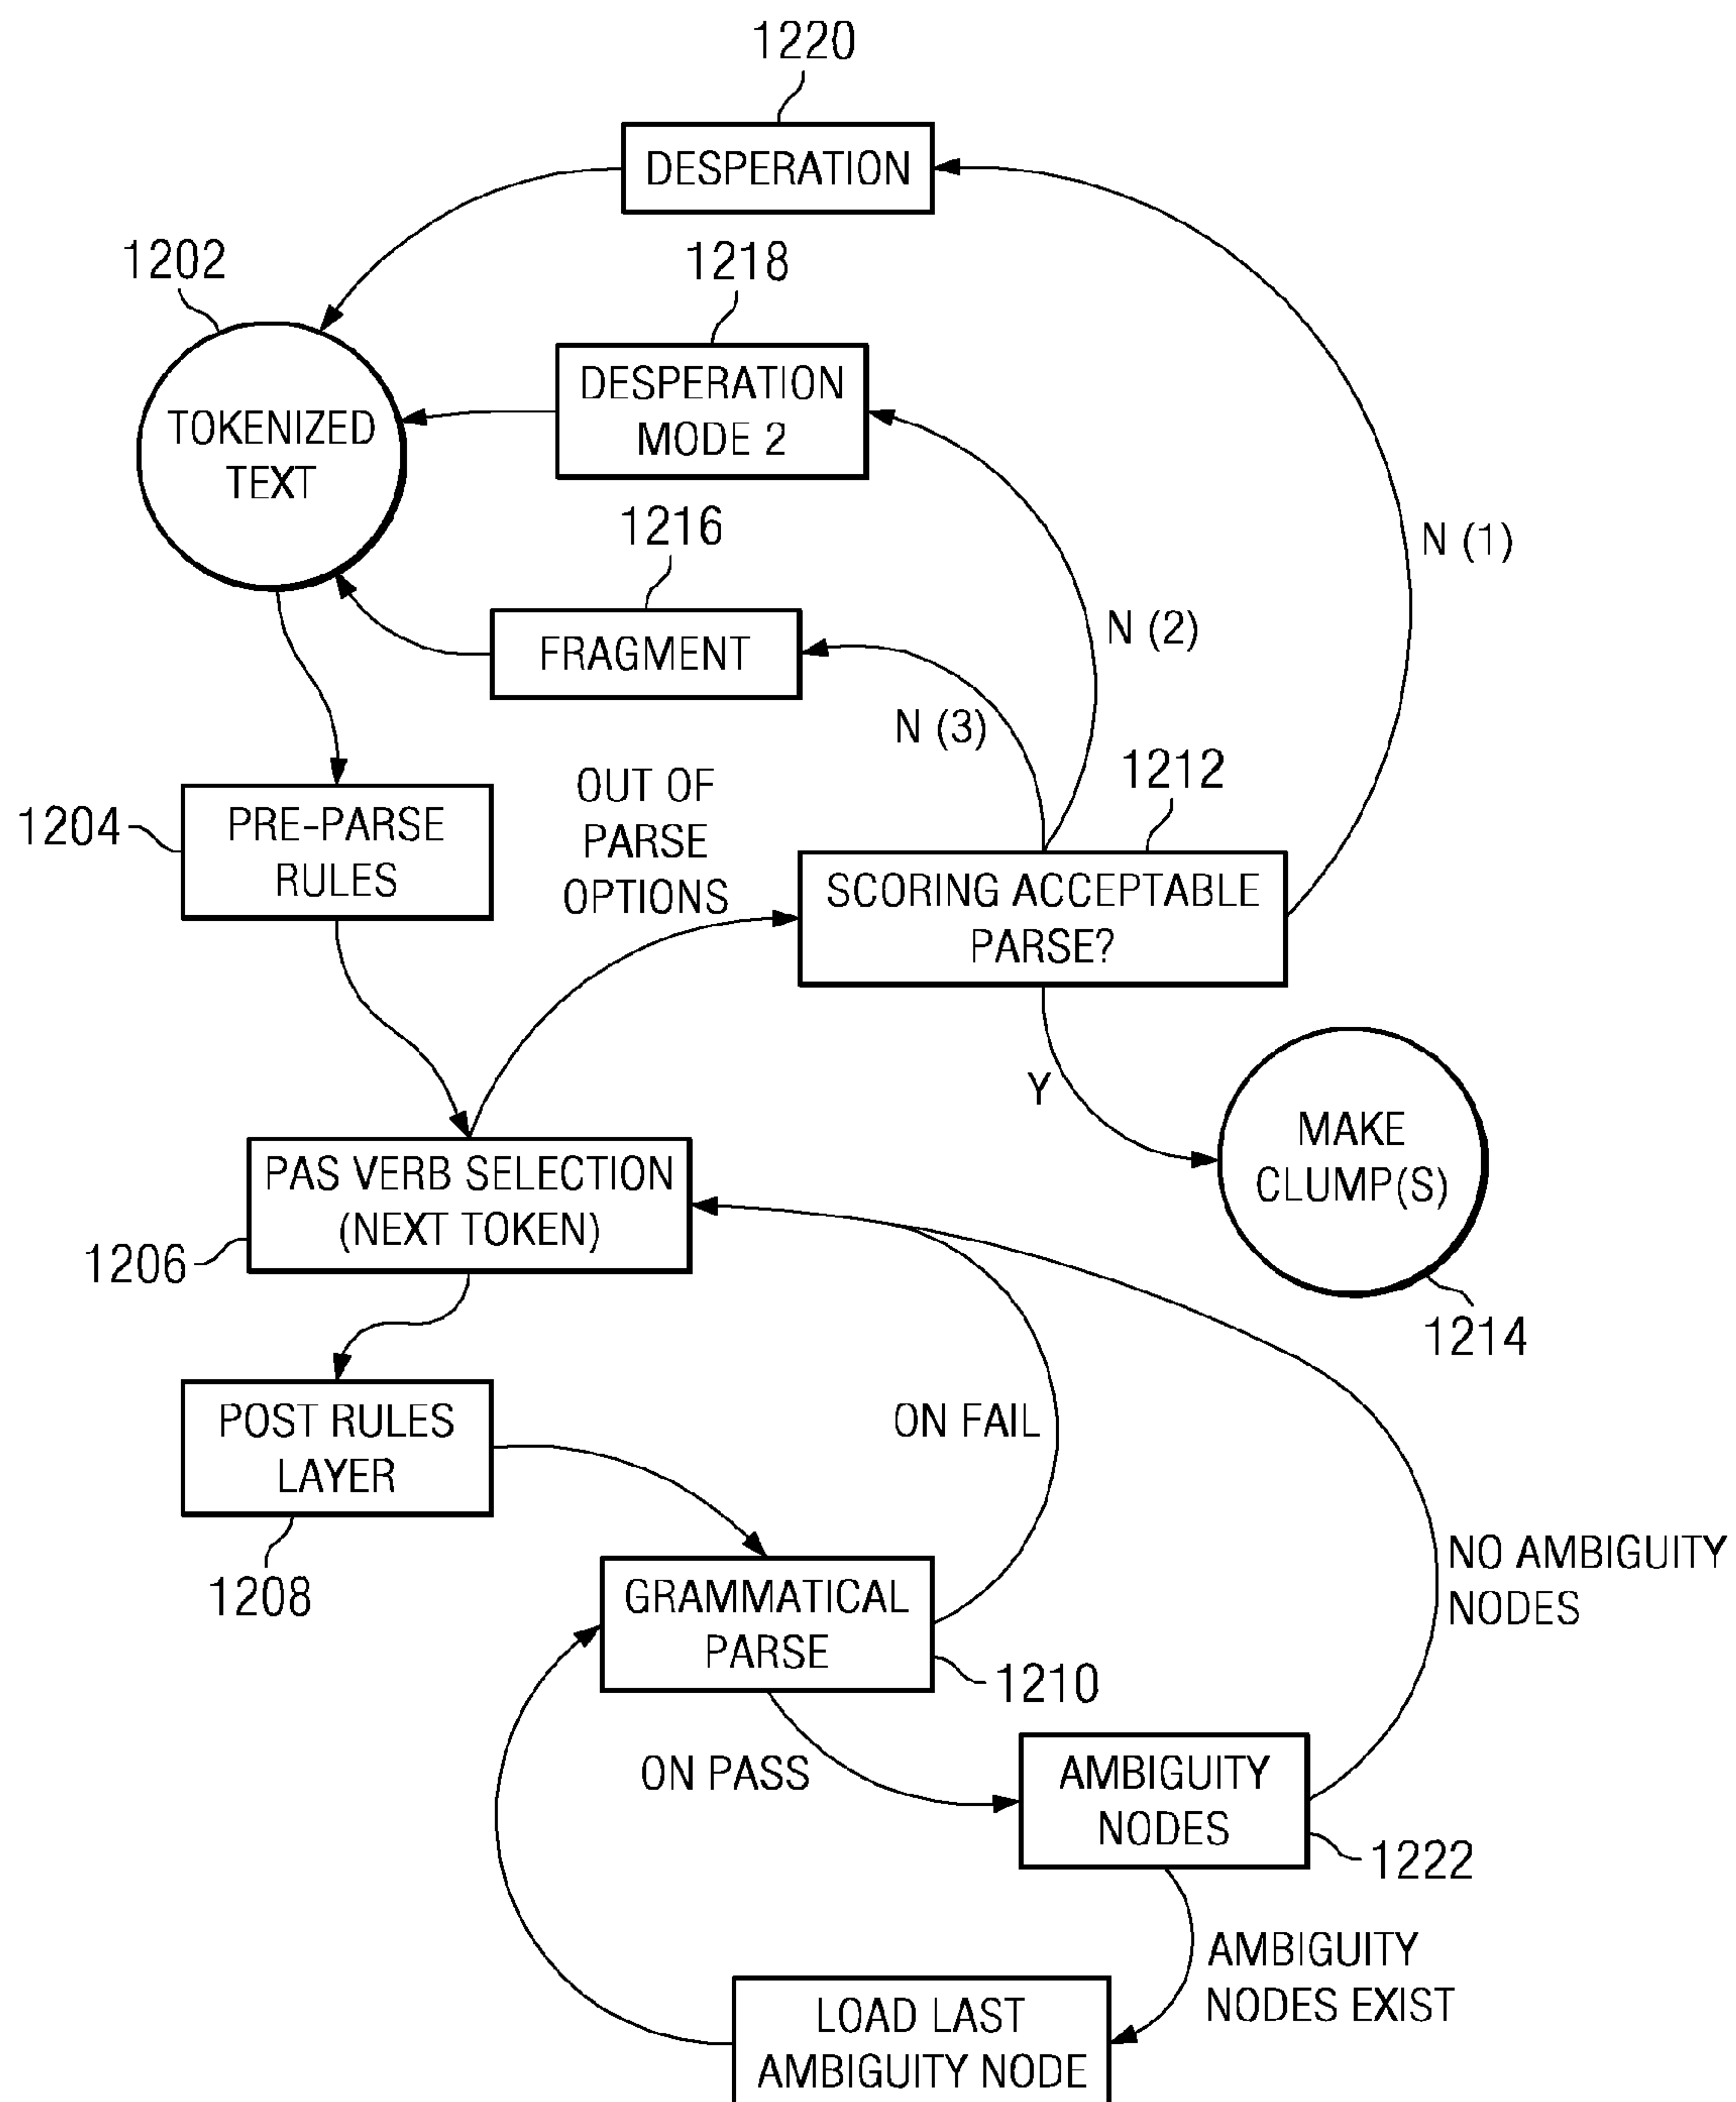 1220
DESPERATION
1202
1218
DESPERATION
MODE 2
TOKENIZED
TEXT
1216
N (1)
FRAGMENT
N (2)
N (3)
1212
OUT OF
PARSE
OPTIONS
1204
PRE-PARSE
RULES
SCORING ACCEPTABLE
PARSE?
Y
MAKE
CLUMP(S)
1214
PAS VERB SELECTION
(NEXT TOKEN)
1206
POST RULES
LAYER
1208
ON FAIL
NO AMBIGUITY
NODES
GRAMMATICAL
PARSE
1210
ON PASS
AMBIGUITY
NODES
1222
AMBIGUITY
NODES EXIST
LOAD LAST
AMBIGUITY NODE